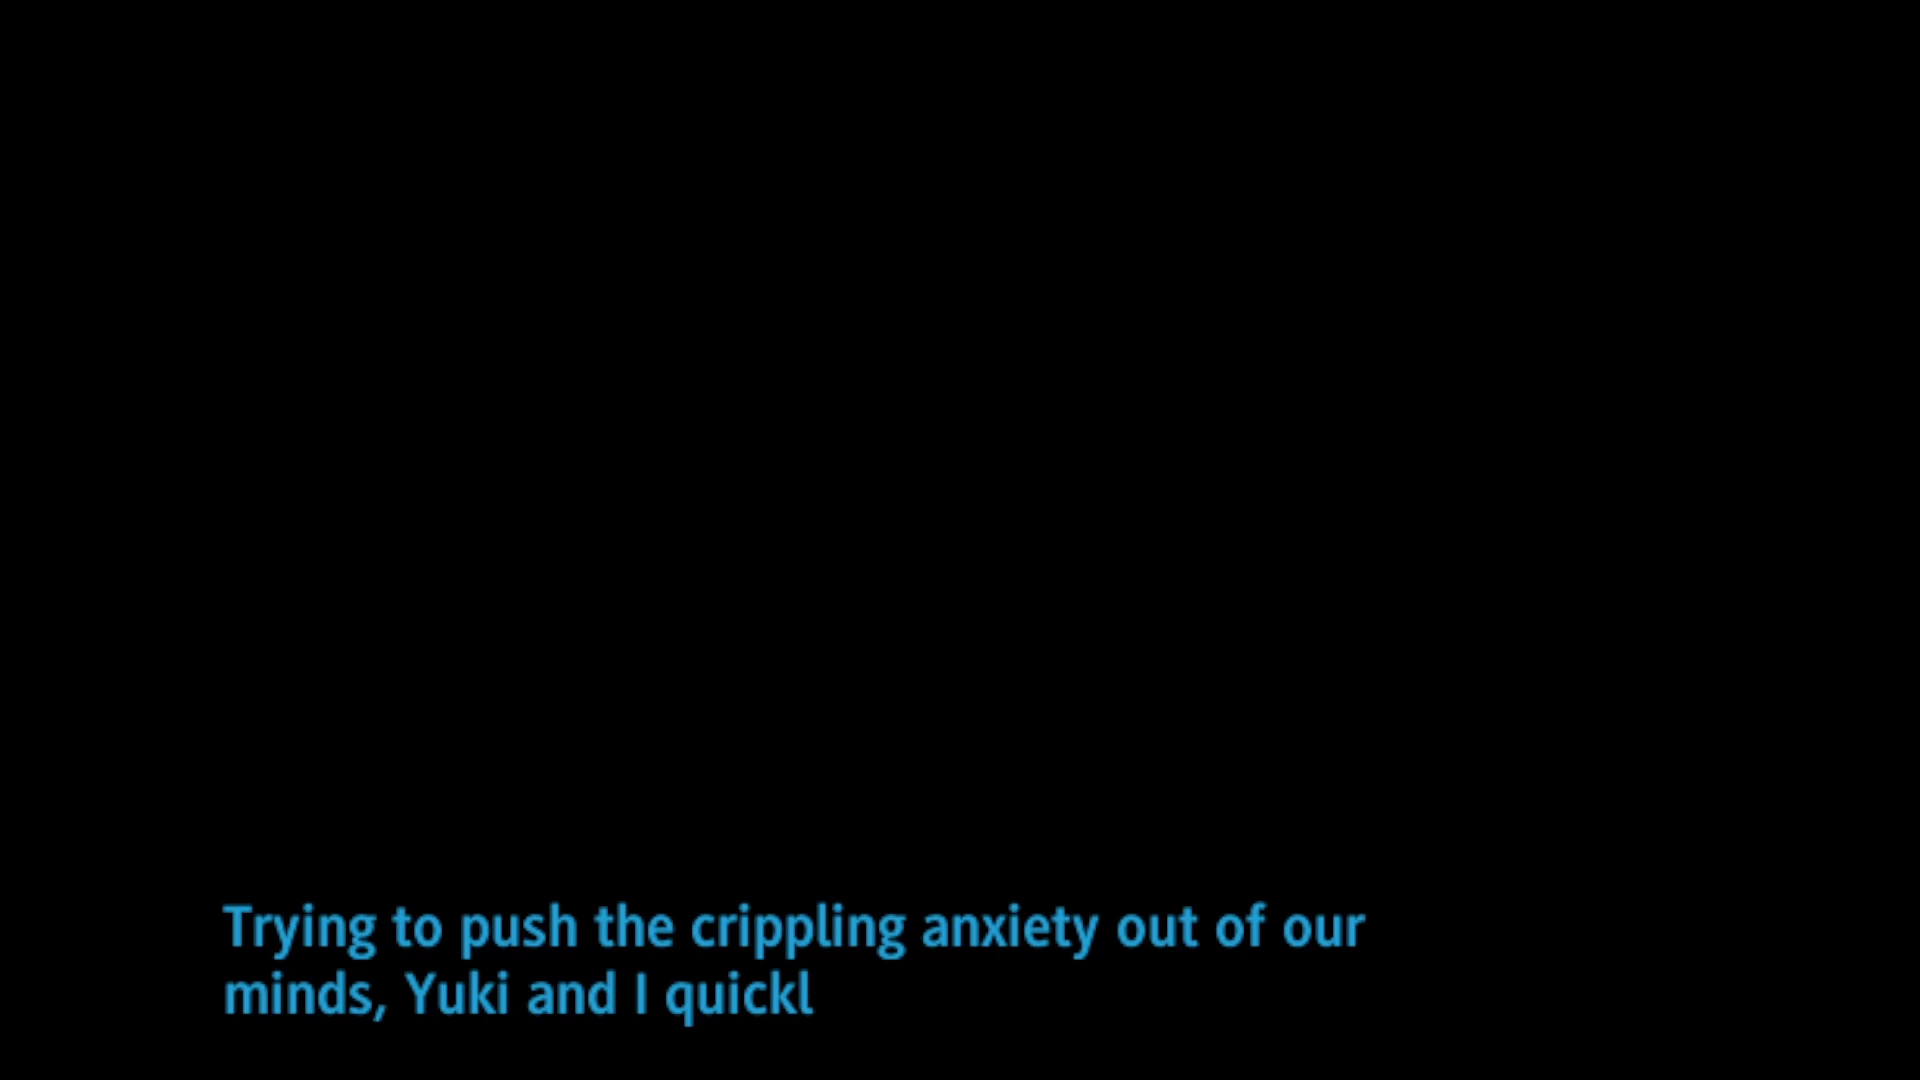 Trying to push the crippling anxiety out of our
minds, Yuki and I quickl